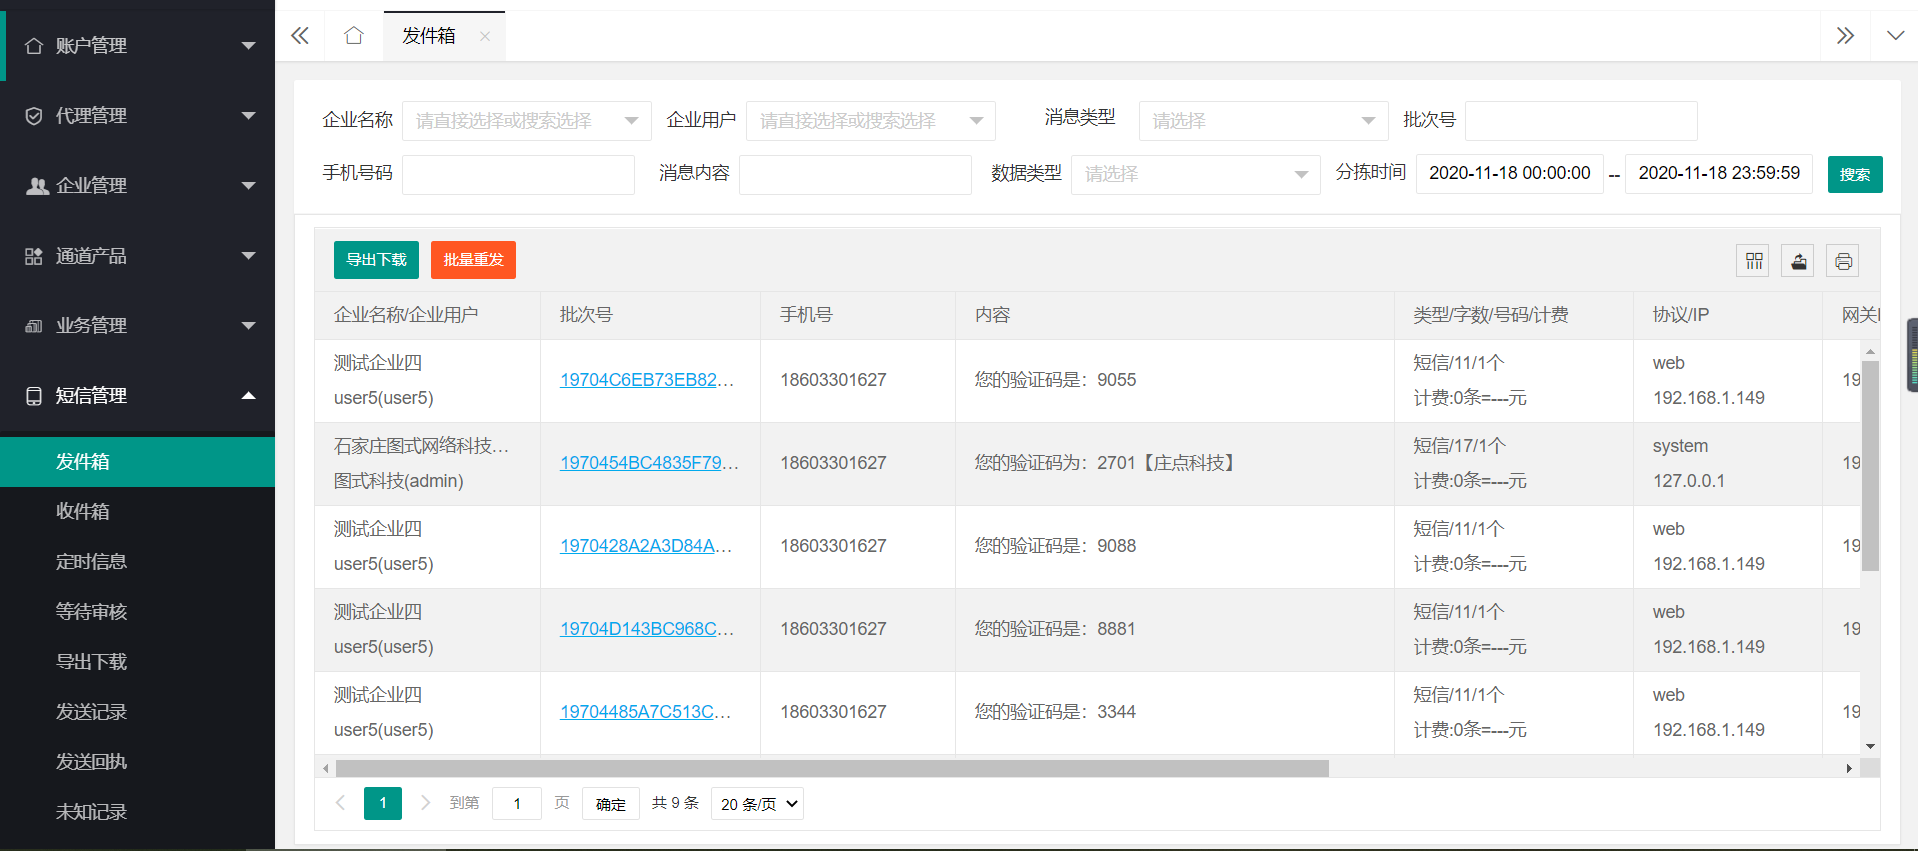 账户管理
代理管理
企业管理
通道产品
业务管理
短信管理
发件箱
收件箱
定时信息
等待审核
导出下载
发送记录
发送回执
未知记录
发件箱
企业名称 请直接选择或搜索选择 企业用户 请直接选择或搜索选择 消息类型 请选择 批次号
手机号码 消息内容 数据类型 请选择 分拣时间 2020-11-18 00:00:00 -- 2020-11-18 23:59:59 搜索
导出下载 批量重发
企业名称/企业用户 批次号 手机号 内容 类型/字数/号码/计费 协议/IP 网关I
测试企业四 短信/11/1个 web
19704C6EB73EB82... 18603301627 您的验证码是：9055 19
user5(user5) 计费:0条=---元 192.168.1.149
石家庄图式网络科技... 短信/17/1个 system
1970454BC4835F79... 18603301627 您的验证码为：2701【庄点科技】 19
图式科技(admin) 计费:0条=---元 127.0.0.1
测试企业四 短信/11/1个 web
1970428A2A3D84A... 18603301627 您的验证码是：9088 19
user5(user5) 计费:0条=---元 192.168.1.149
测试企业四 短信/11/1个 web
19704D143BC968C... 18603301627 您的验证码是：8881 19
user5(user5) 计费:0条=---元 192.168.1.149
测试企业四 短信/11/1个 web
19704485A7C513C... 18603301627 您的验证码是：3344 19
user5(user5) 计费:0条=---元 192.168.1.149
1 到第 1 页 确定 共 9 条 20 条/页